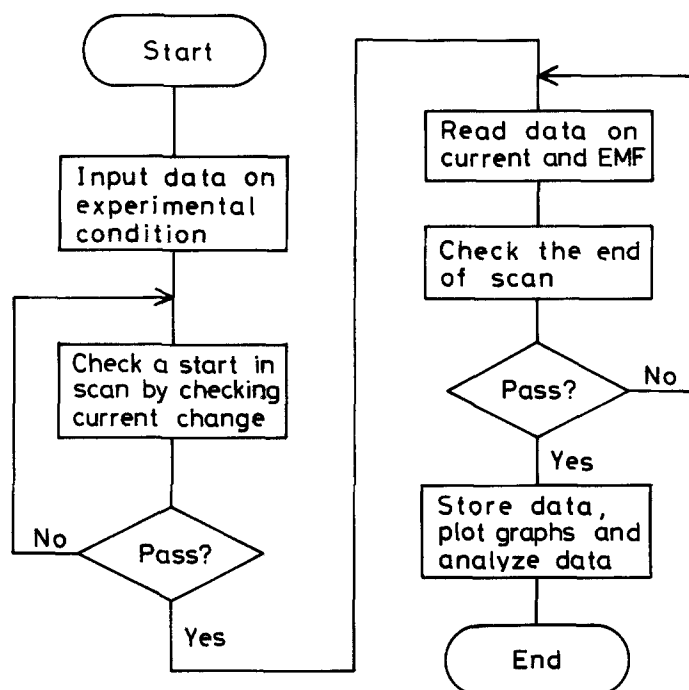 Start
Input data on
experimental
condition
Check a start in
scan by checking
current change
No
Pass?
Yes
Read data on
current and EMF
Check the end
of scan
Pass?
No
Yes
Store data,
plot graphs and
analyze data
End